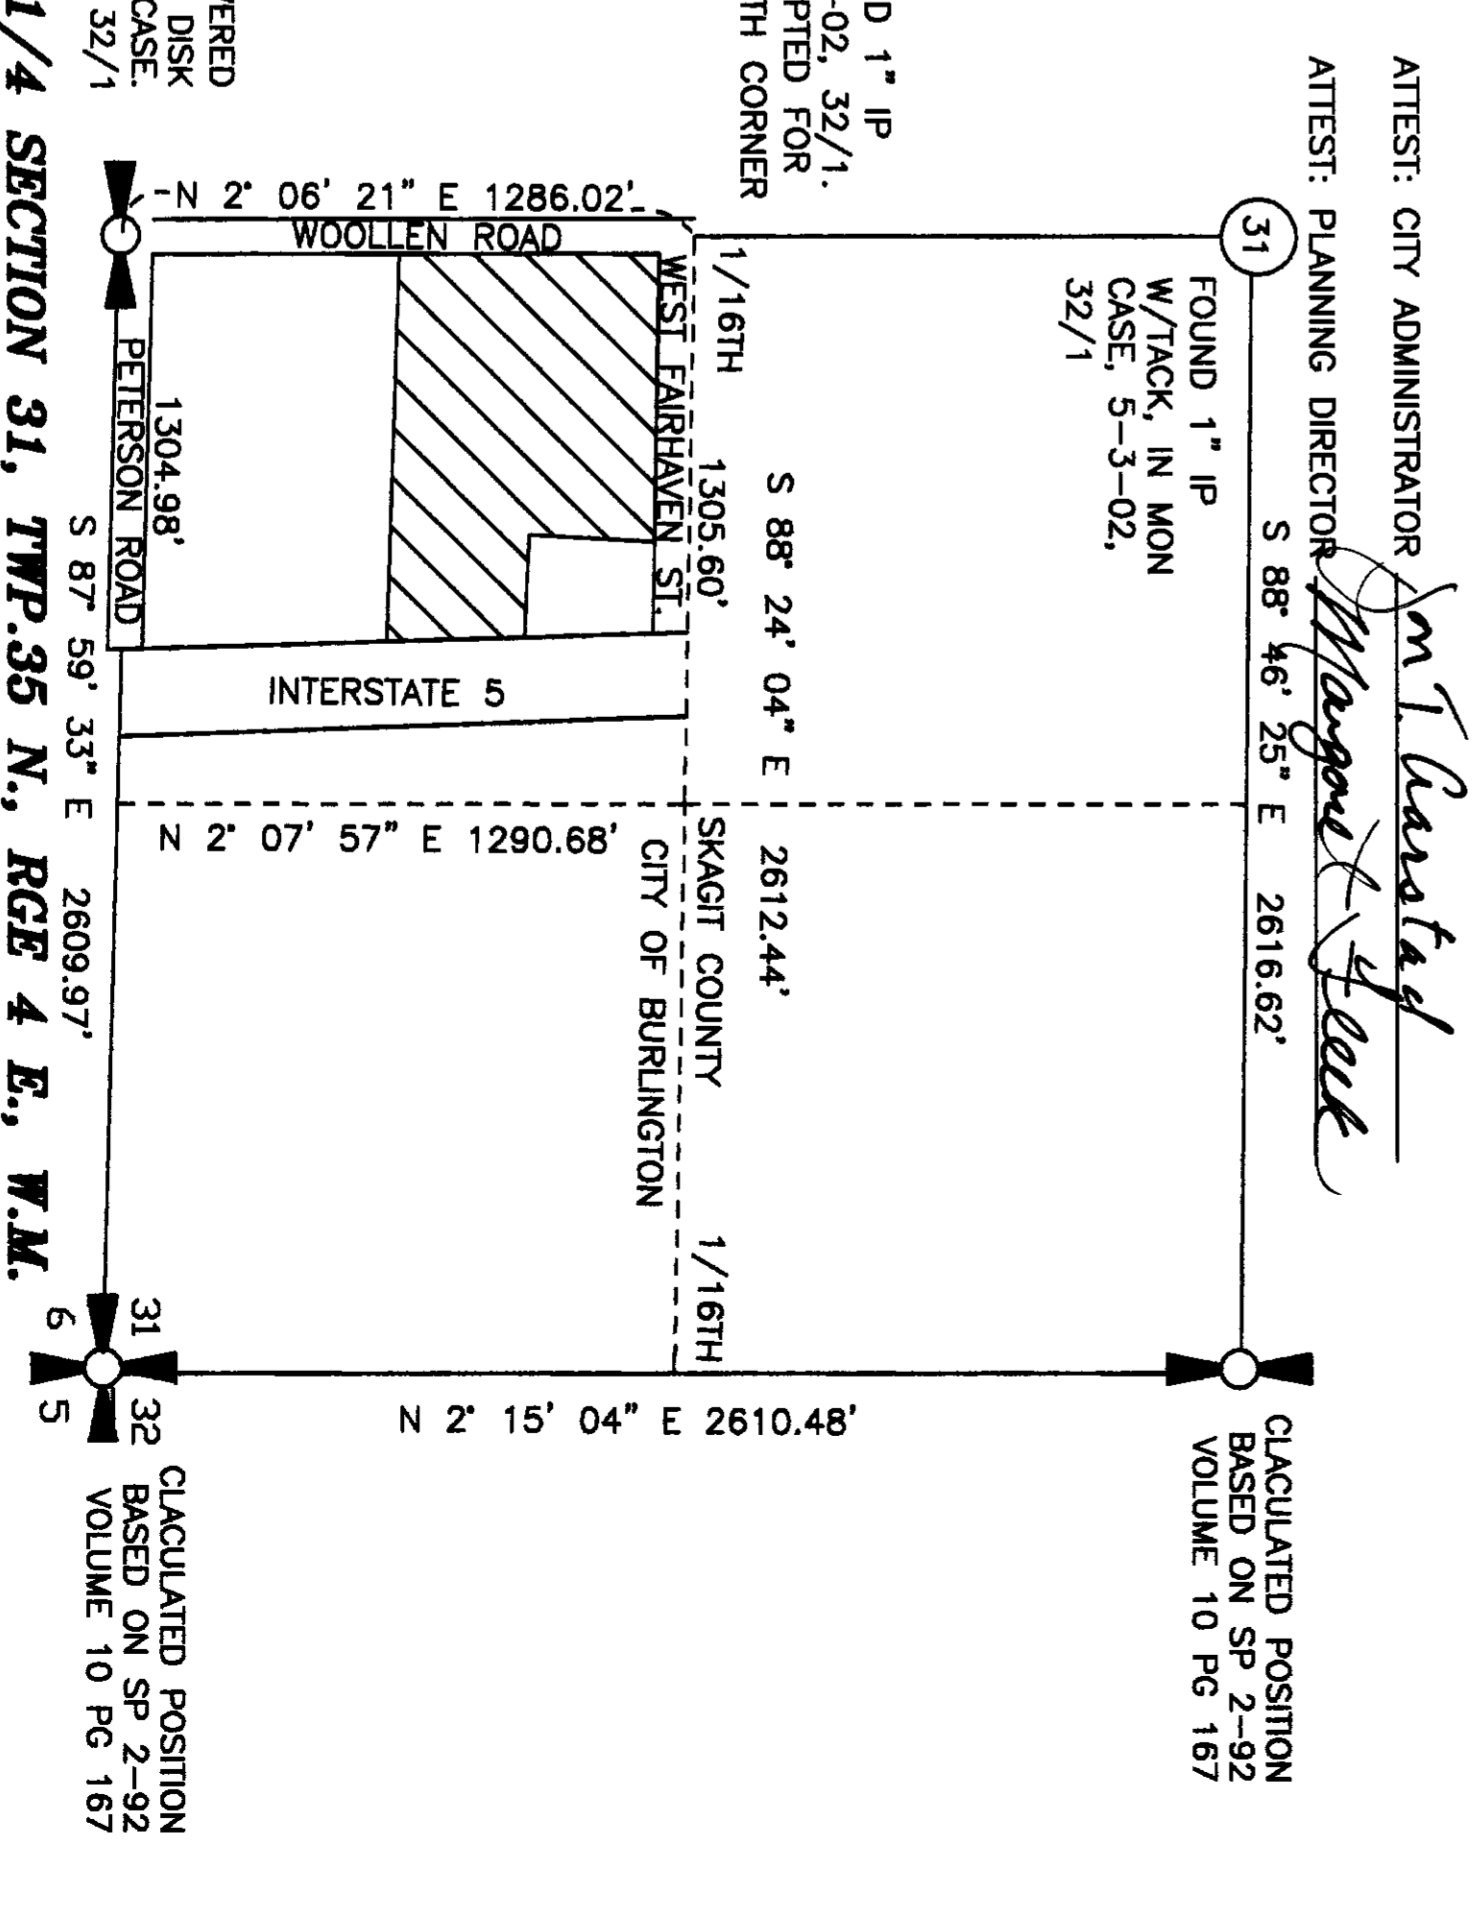 ATTEST: CITY ADMINISTRATOR
ATTEST: PLANNING DIRECTOR
31
S 88° 46' 25" E 2616.62'
FOUND 1" IP
W/TACK, IN MON
CASE, 5-3-02,
32/1
CLACULATED POSITION
BASED ON SP 2-92
VOLUME 10 PG 167
D 1" IP
-02, 32/1.
PTED FOR
TH CORNER
S 88° 24' 04" E 2612.44'
1/16TH 1305.60'
SKAGIT COUNTY
1/16TH
WEST FAIRHAVEN ST.
CITY OF BURLINGTON
N 2° 06' 21" E 1286.02'
WOOLLEN ROAD
INTERSTATE 5
N 2° 07' 57" E 1290.68'
N 2° 15' 04" E 2610.48'
1304.98'
PETERSON ROAD
S 87° 59' 33" E 2609.97'
VERED
DISK
CASE.
32/1
31 32
6 5
CLACULATED POSITION
BASED ON SP 2-92
VOLUME 10 PG 167
1/4 SECTION 31, TWP.35 N., RGE 4 E., W.M.